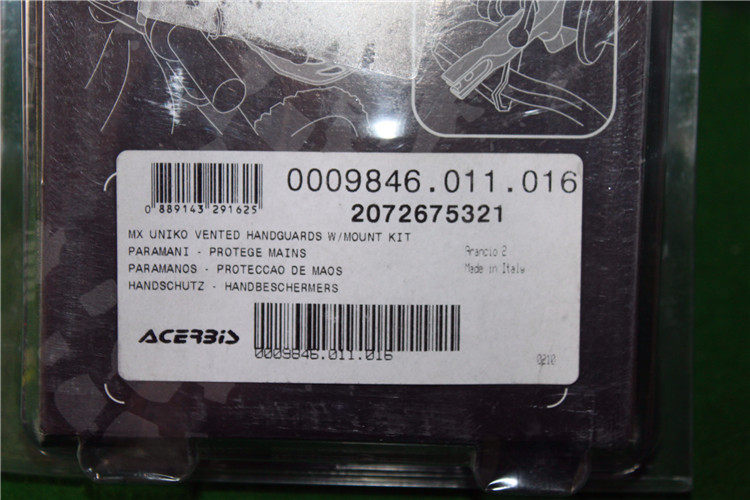 0009846.011.016
0 889143 291625
2072675321
MX UNIKO VENTED HANDGUARDS W/MOUNT KIT
PARAMANI - PROTEGE MAINS
Arancio 2
PARAMANOS - PROTECCAO DE MAOS
Made in Italy
HANDSCHUTZ - HANDBESCHERMERS
ACERBIS
0009846.011.016
0210